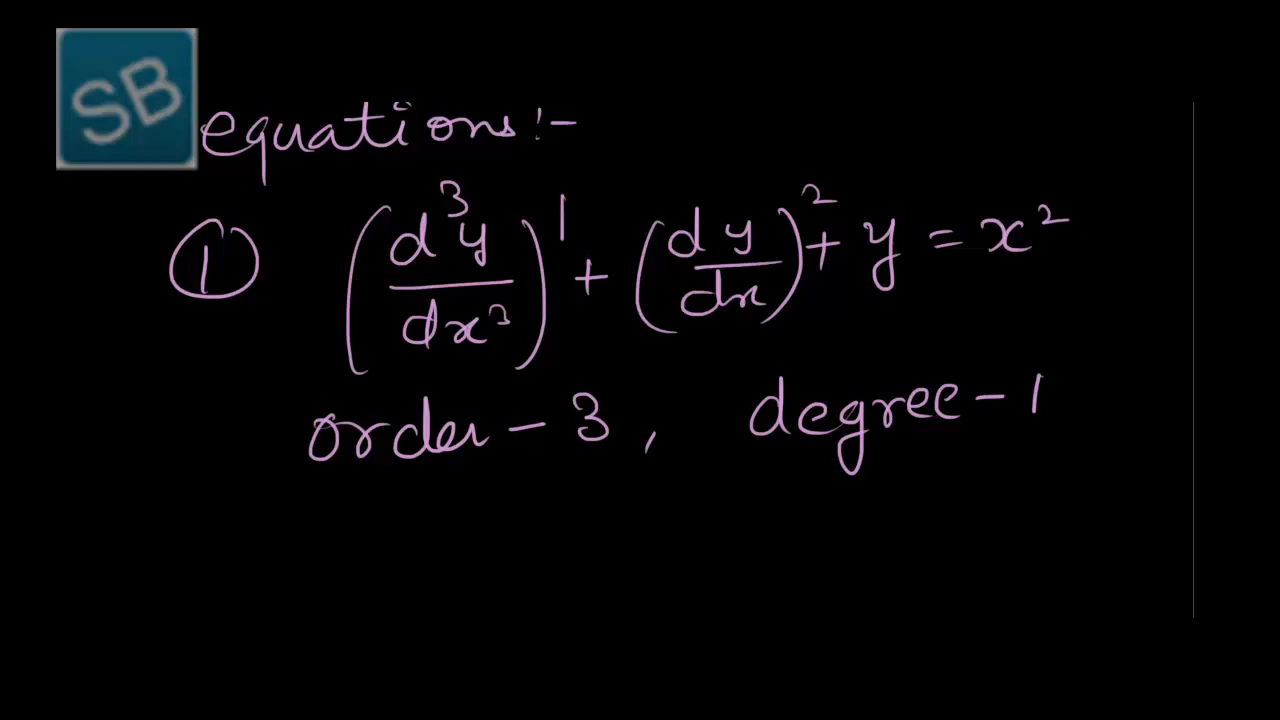 SB
equations:-
① (d³y/dx³)¹ + (dy/dx)² + y = x²
order - 3, degree - 1